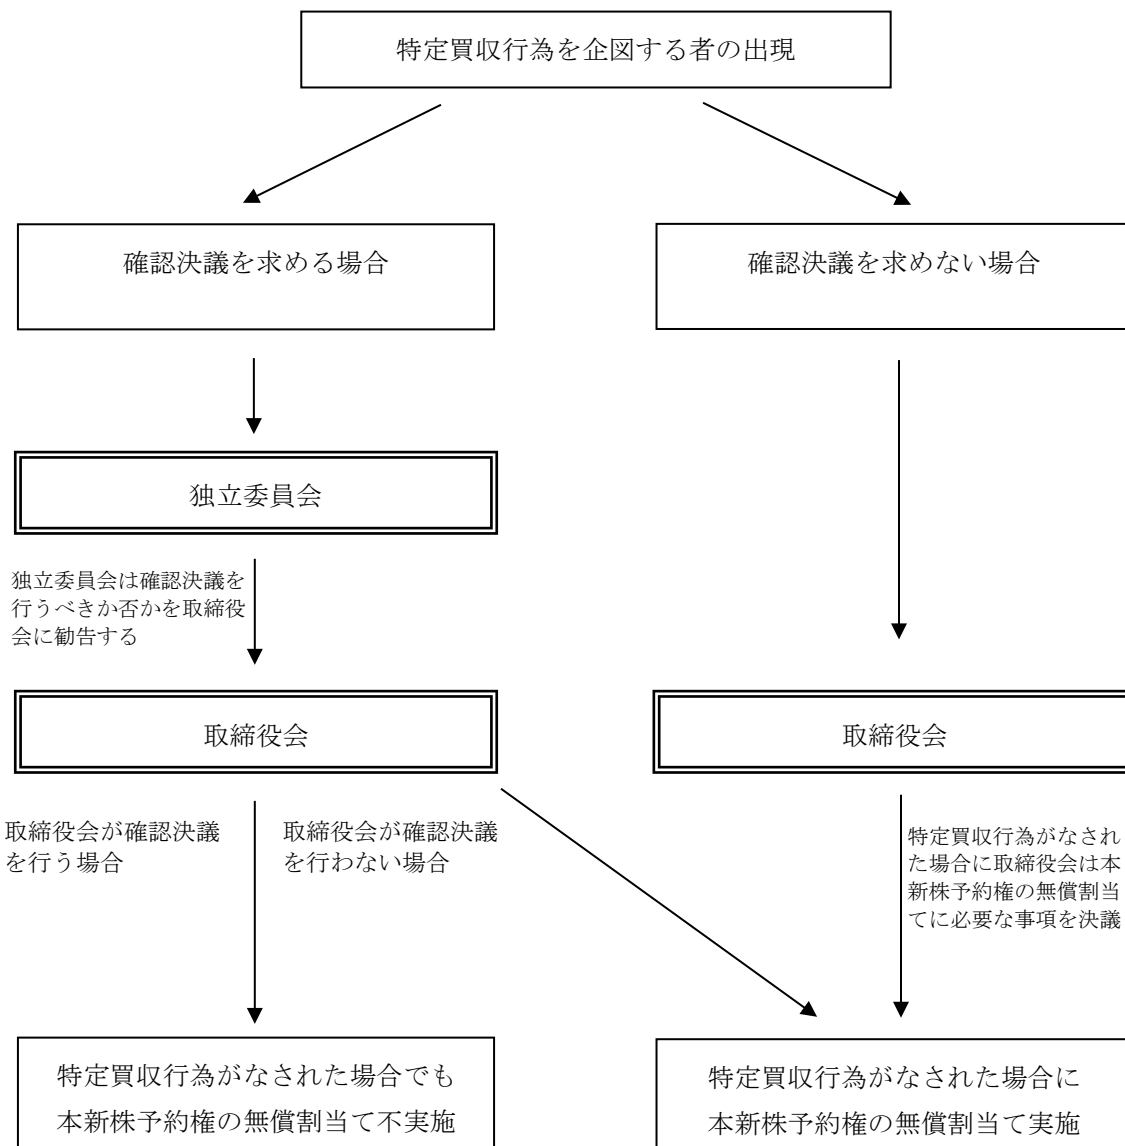 特定買収行為を企図する者の出現
確認決議を求める場合
確認決議を求めない場合
独立委員会
独立委員会は確認決議を
行うべきか否かを取締役
会に勧告する
取締役会
取締役会
取締役会が確認決議
を行う場合
取締役会が確認決議
を行わない場合
特定買収行為がなされ
た場合に取締役会は本
新株予約権の無償割当
てに必要な事項を決議
特定買収行為がなされた場合でも
本新株予約権の無償割当て不実施
特定買収行為がなされた場合に
本新株予約権の無償割当て実施